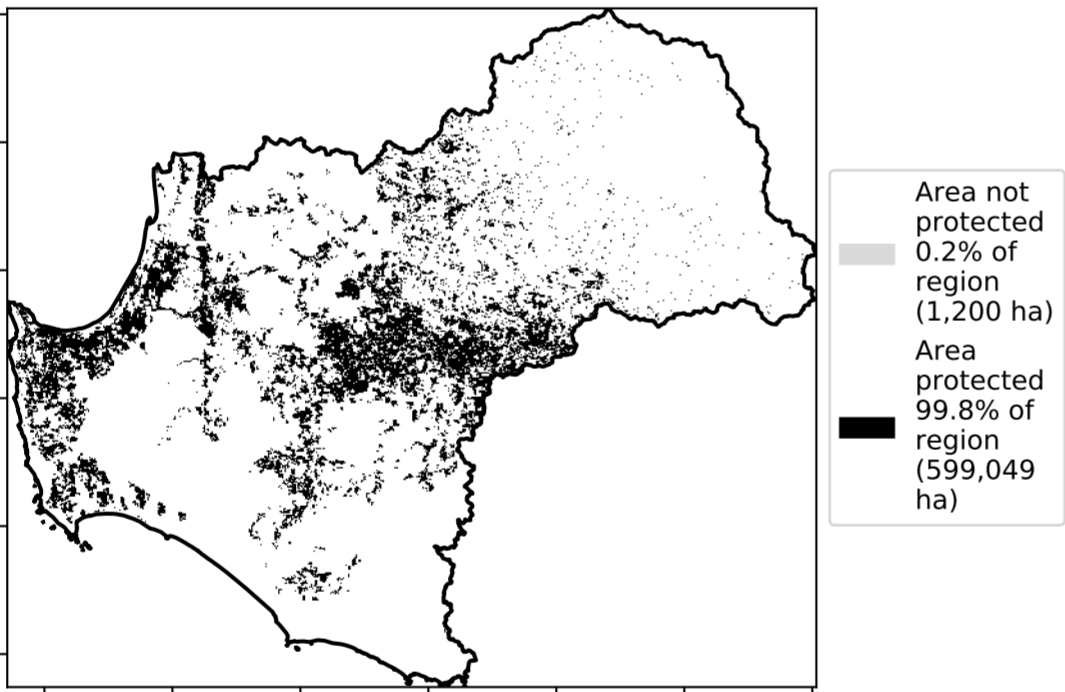 Area not
protected
0.2% of
region
(1,200 ha)
Area
protected
99.8% of
region
(599,049
ha)